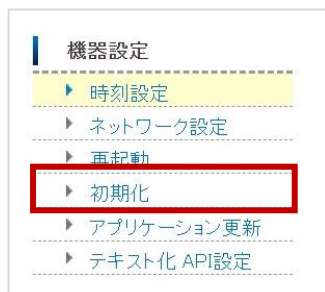 機器設定
時刻設定
ネットワーク設定
再起動
初期化
アプリケーション更新
テキスト化 API設定